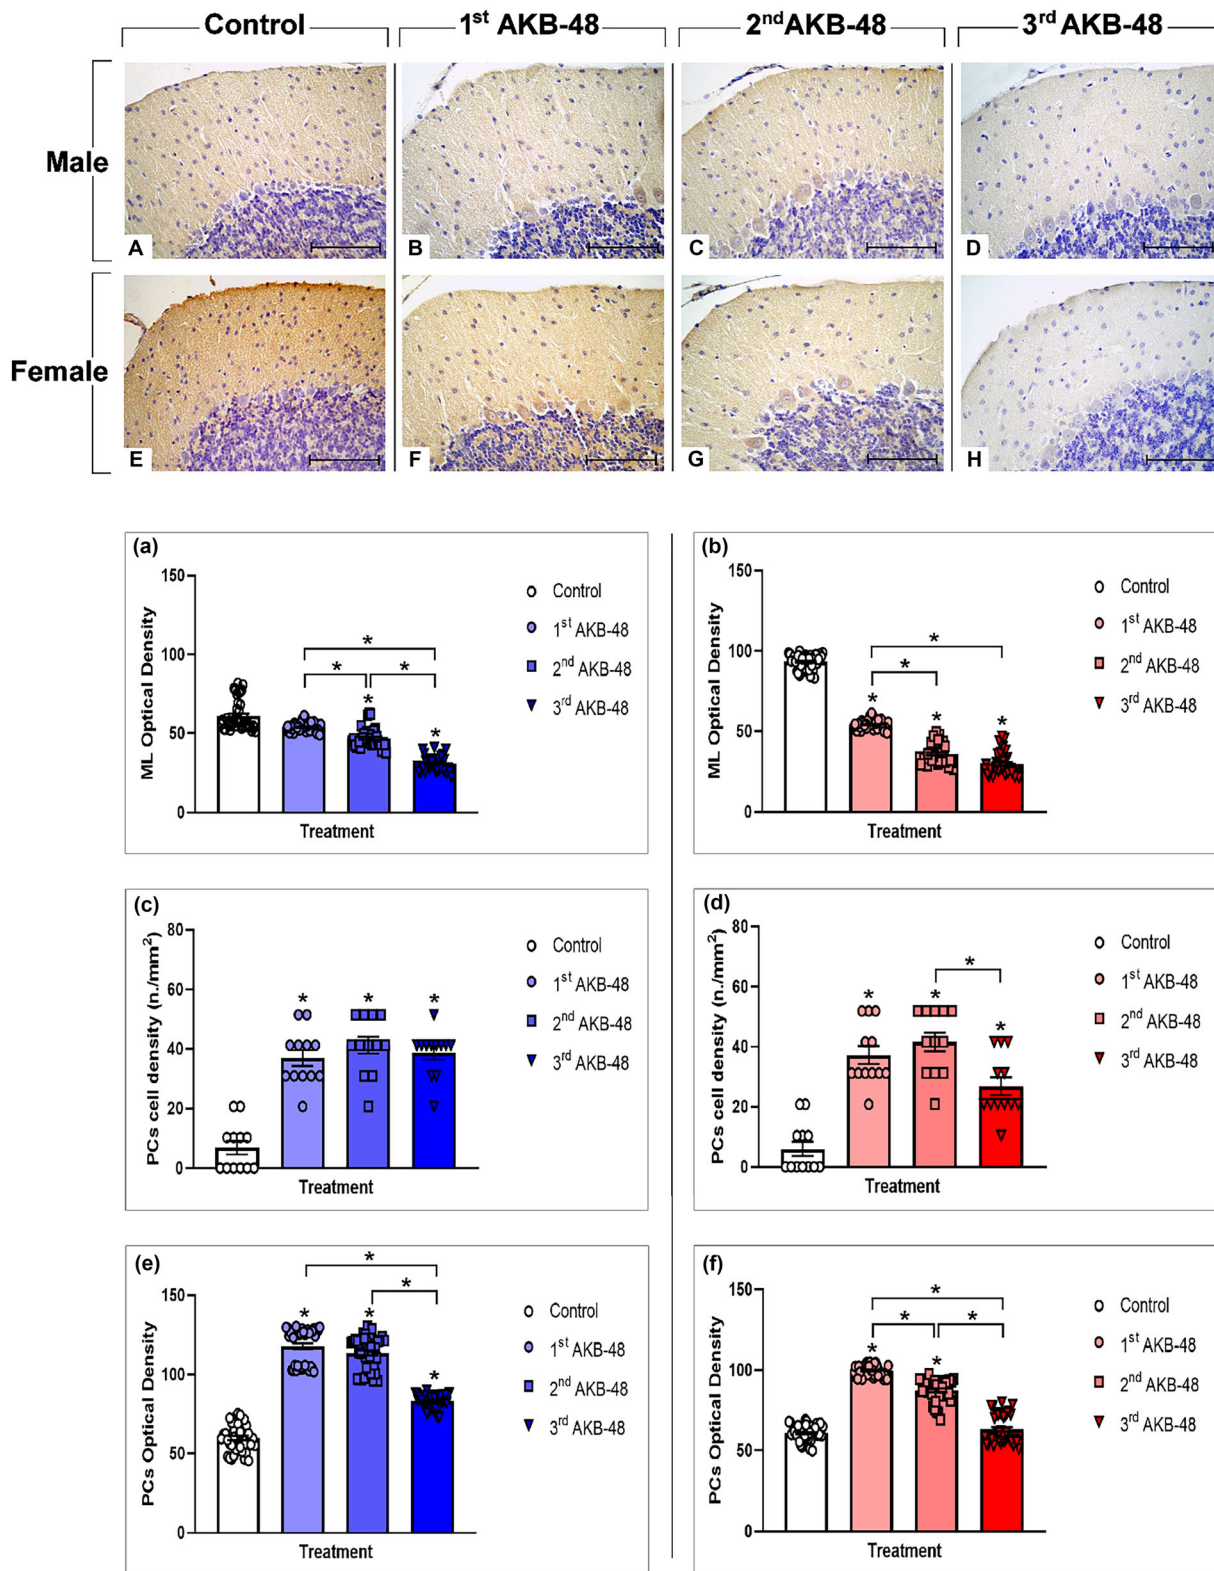 Control 1st AKB-48 2nd AKB-48 3rd AKB-48
Male
A B C D
Female
E F G H
(a)
150
100
50
0
ML Optical Density
Treatment
Control
1st AKB-48
2nd AKB-48
3rd AKB-48
* * *
* *
(b)
150
100
50
0
ML Optical Density
Treatment
Control
1st AKB-48
2nd AKB-48
3rd AKB-48
* *
* * *
(c)
80
60
40
20
0
PCs cell density (n./mm2)
Treatment
Control
1st AKB-48
2nd AKB-48
3rd AKB-48
* * *
(d)
80
60
40
20
0
PCs cell density (n./mm2)
Treatment
Control
1st AKB-48
2nd AKB-48
3rd AKB-48
*
* * *
(e)
150
100
50
0
PCs Optical Density
Treatment
Control
1st AKB-48
2nd AKB-48
3rd AKB-48
* *
* * *
(f)
150
100
50
0
PCs Optical Density
Treatment
Control
1st AKB-48
2nd AKB-48
3rd AKB-48
* * *
* *